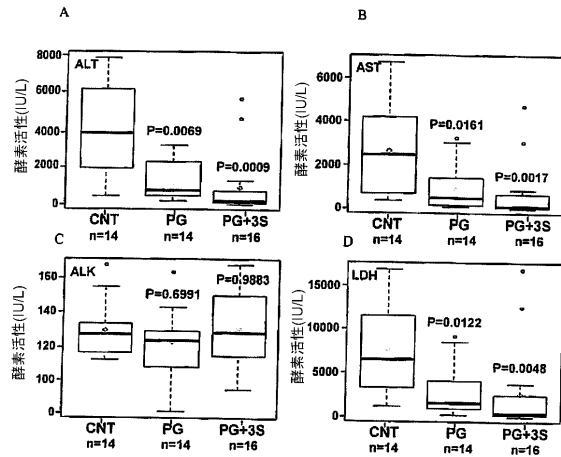 A
酵素活性(IU/L)
8000
6000
4000
2000
0
ALT
P=0.0069
P=0.0009
CNT PG PG+3S
n=14 n=14 n=16
B
酵素活性(IU/L)
6000
4000
2000
0
AST
P=0.0161
P=0.0017
CNT PG PG+3S
n=14 n=14 n=16
C
酵素活性(IU/L)
160
140
120
100
0
ALK
P=0.6991
P=0.9883
CNT PG PG+3S
n=14 n=14 n=16
D
酵素活性(IU/L)
15000
10000
5000
0
LDH
P=0.0122
P=0.0048
CNT PG PG+3S
n=14 n=14 n=16